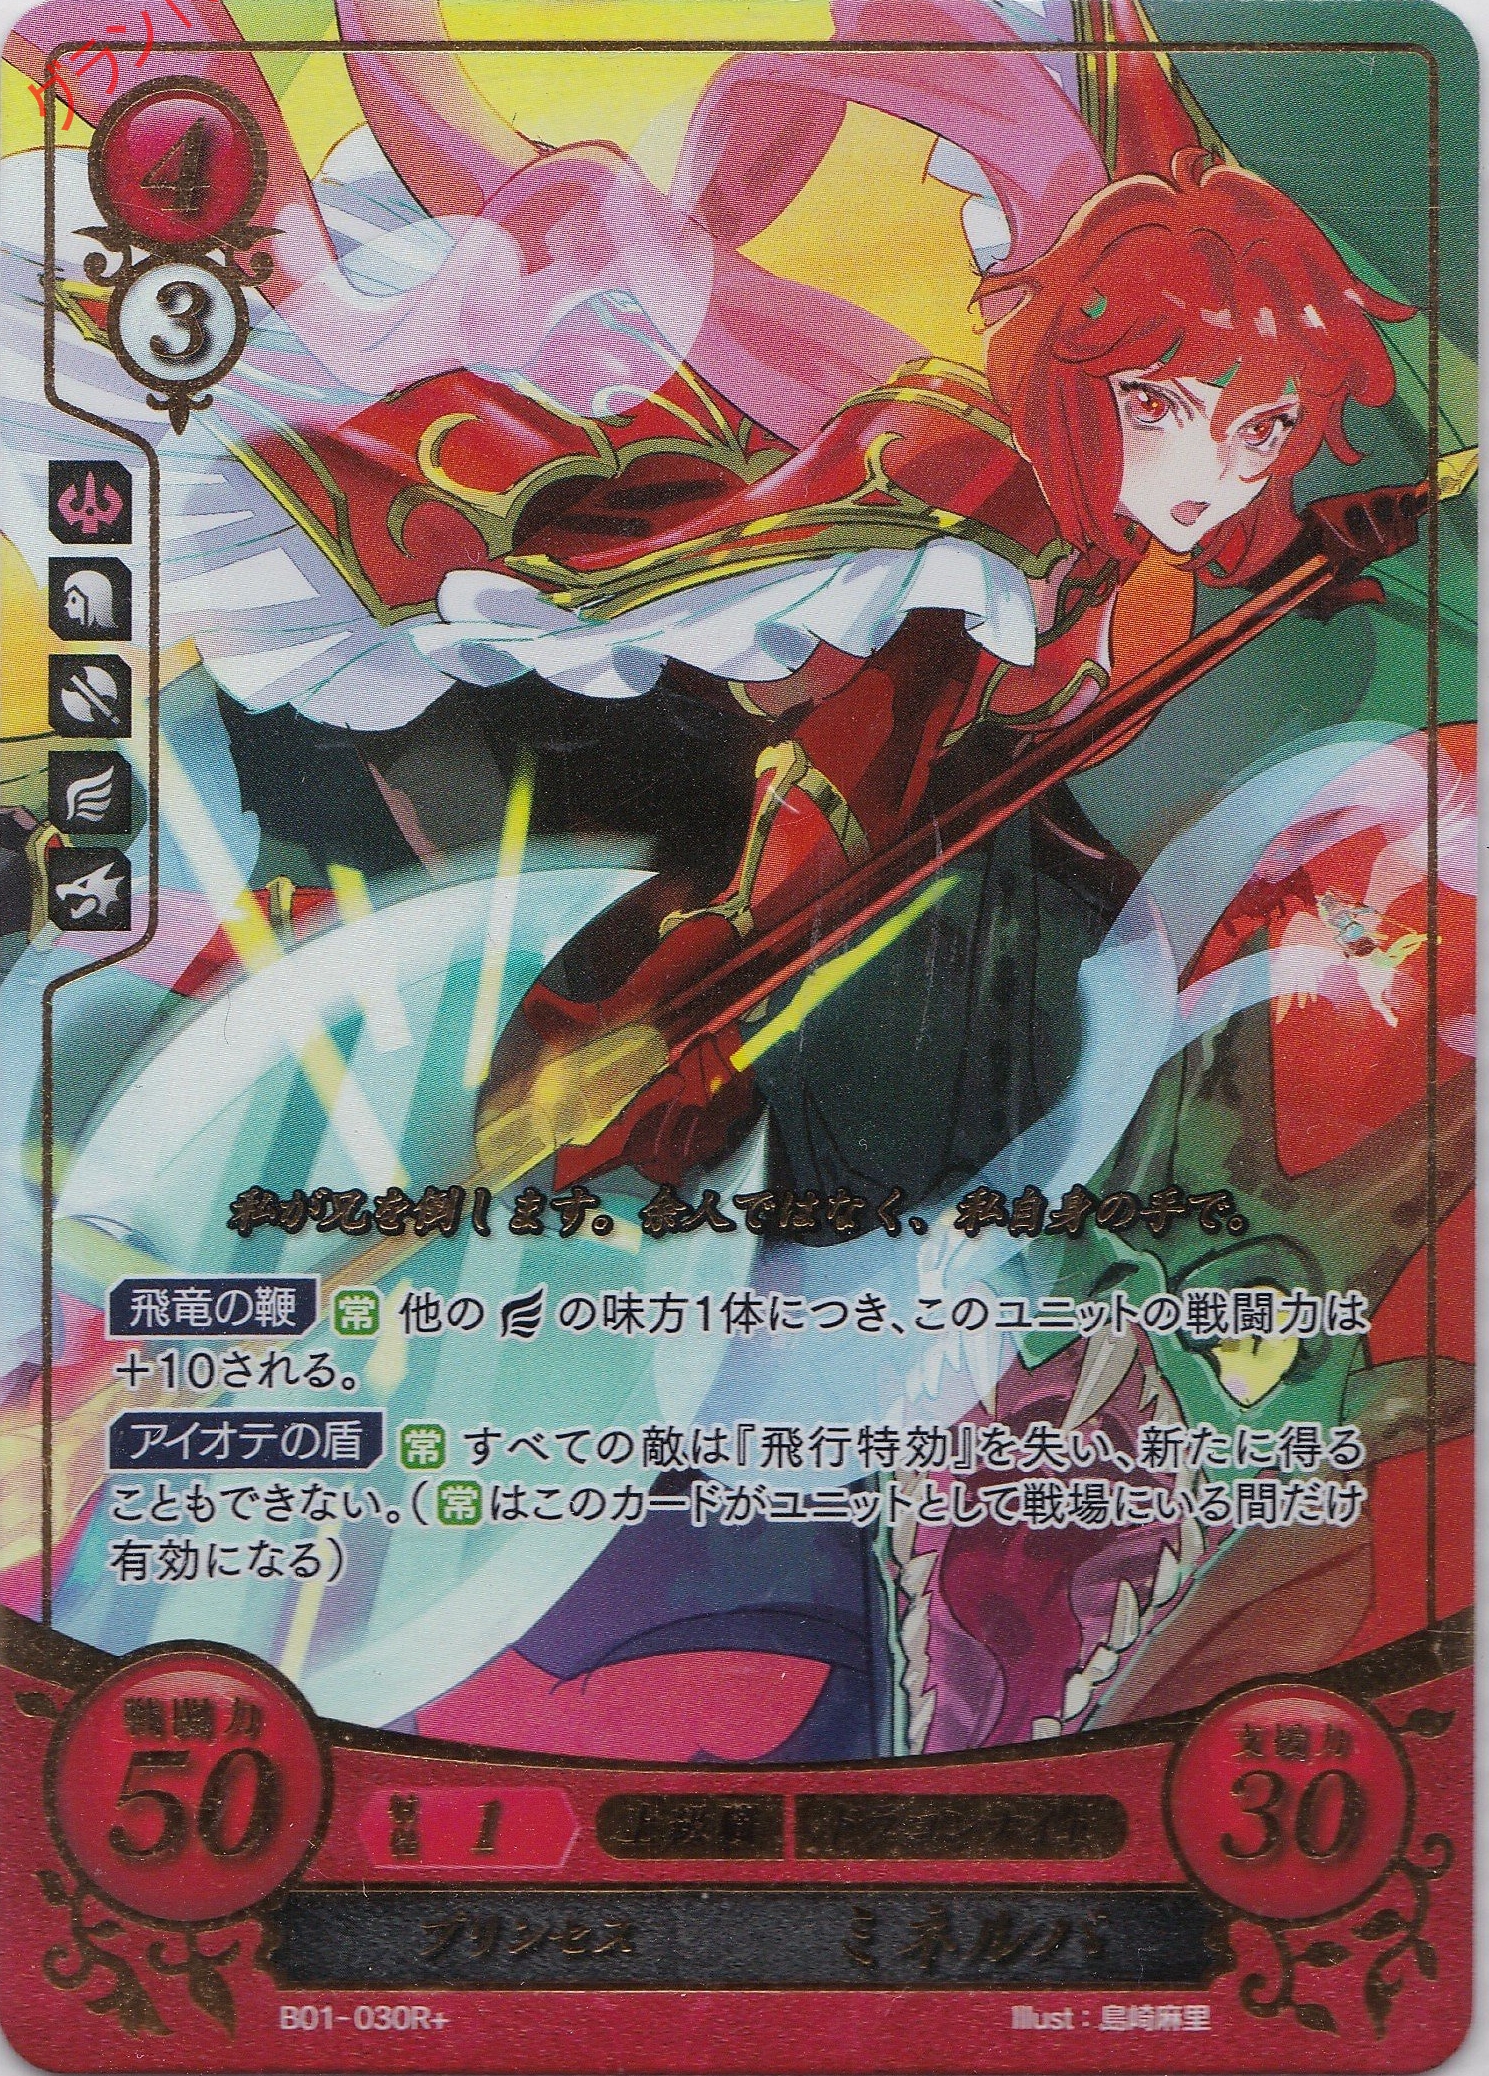 グラン
4
3
私が兄を倒します。余人ではなく、私自身の手で。
飛竜の鞭 常 他の の味方1体につき、このユニットの戦闘力は
+10される。
アイオテの盾 常 すべての敵は『飛行特効』を失い、新たに得る
こともできない。(常はこのカードがユニットとして戦場にいる間だけ
有効になる)
戦闘力
50
射程 1
上級職 ドラゴンナイト
支援力
30
プリンセス ミネルバ
B01-030R+
Illust:島崎麻里